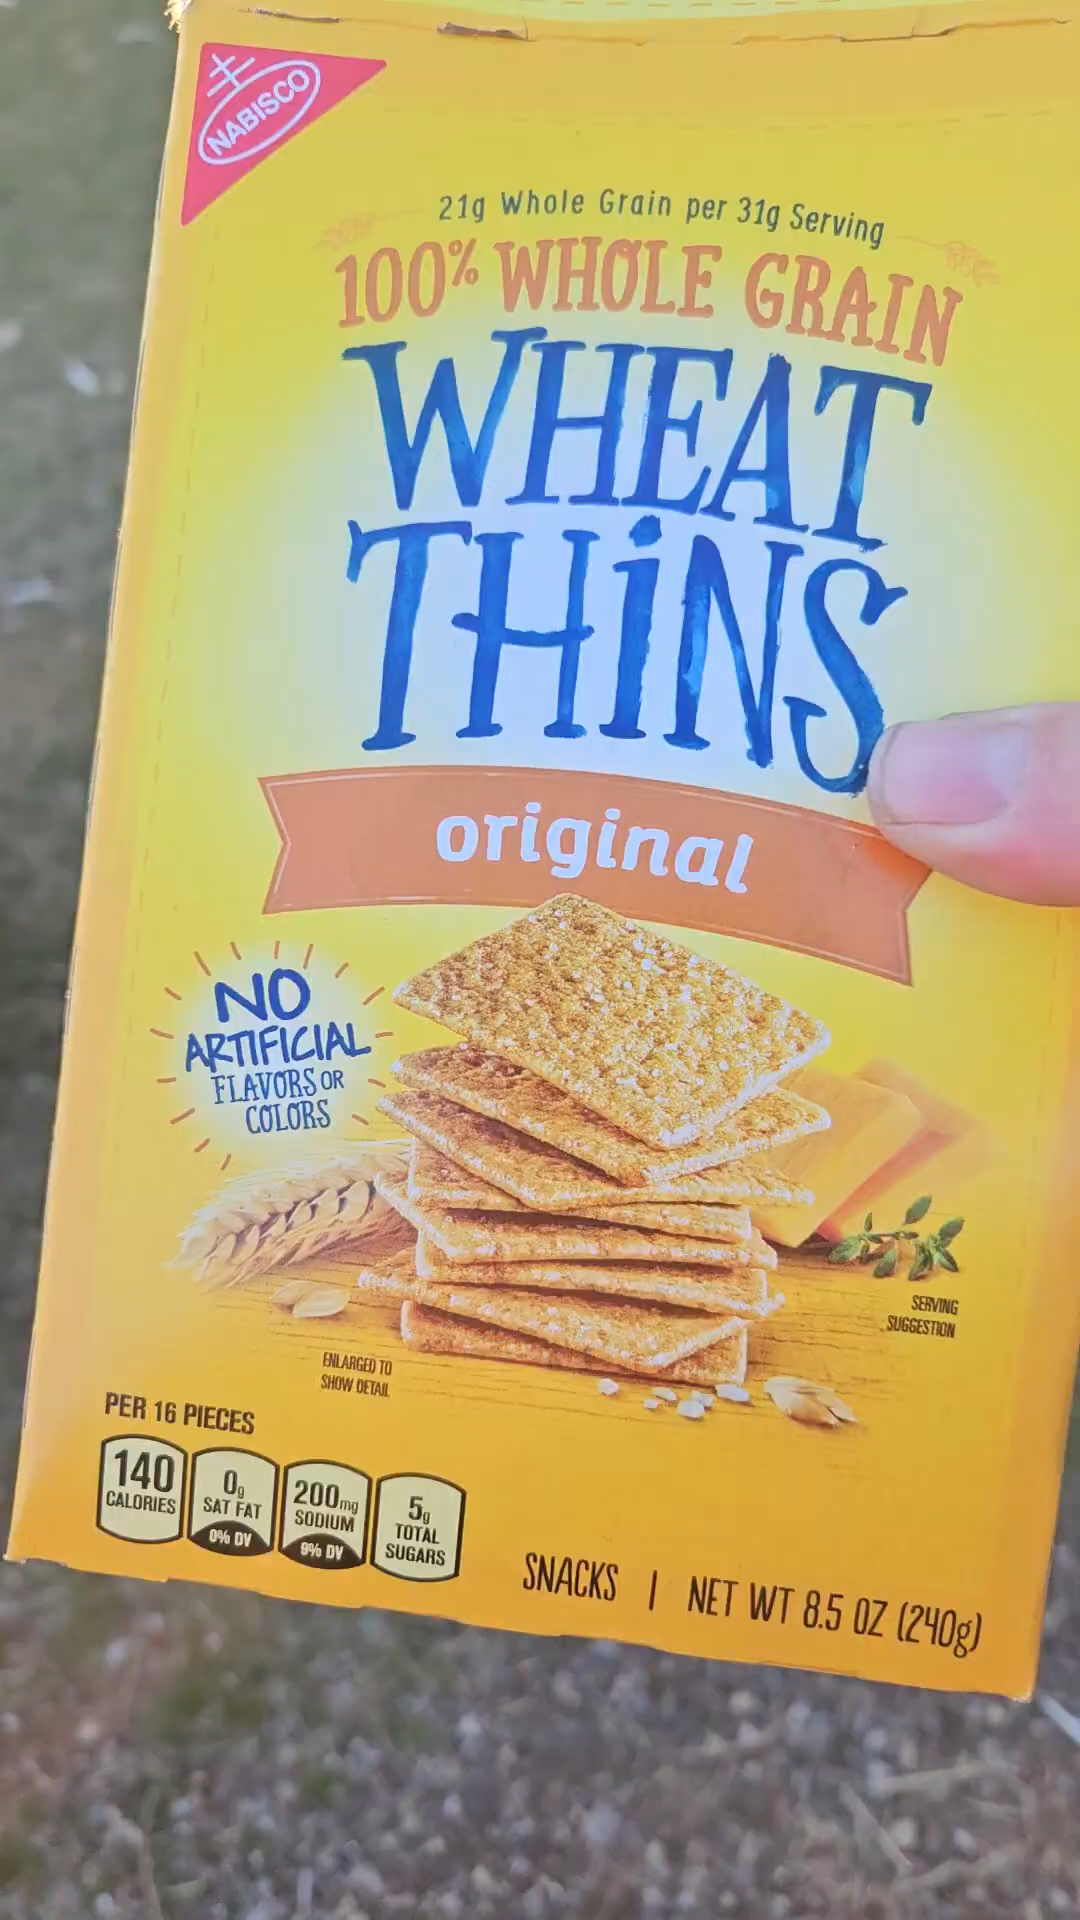 NABISCO
21g Whole Grain per 31g Serving
100% WHOLE GRAIN
WHEAT
THiNS
original
NO
ARTIFICIAL
FLAVORS OR
COLORS
SERVING
SUGGESTION
ENLARGED TO
SHOW DETAIL
PER 16 PIECES
140
CALORIES
0g
SAT FAT
0% DV
200mg
SODIUM
9% DV
5g
TOTAL
SUGARS
SNACKS | NET WT 8.5 OZ (240g)